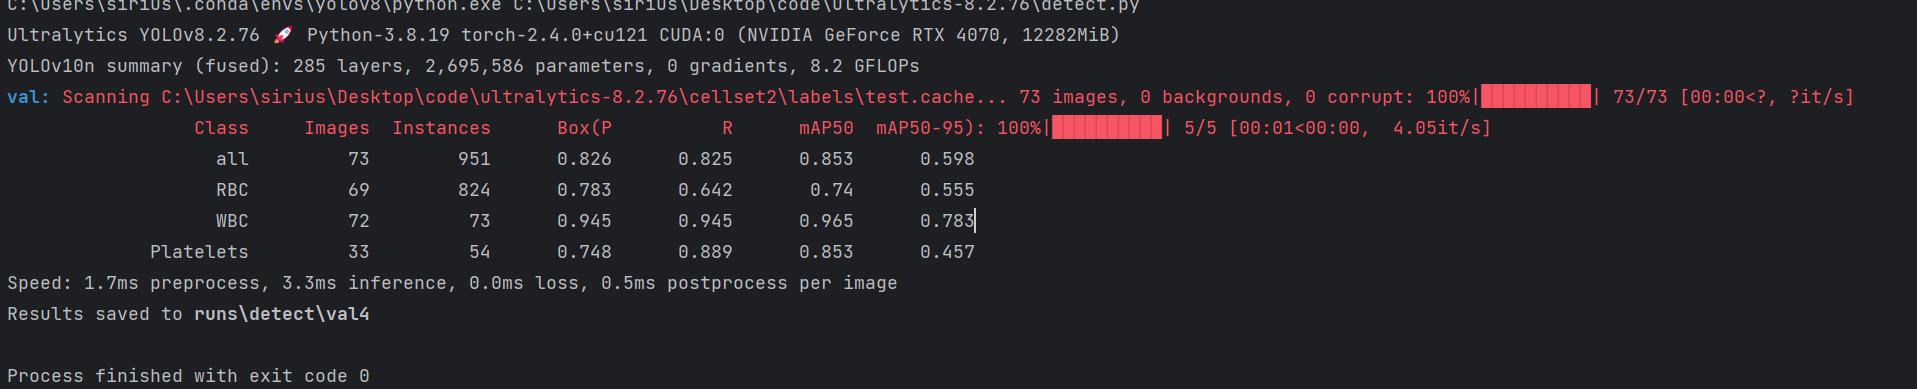 C:\Users\sirius\.conda\envs\yolov8\python.exe C:\Users\sirius\Desktop\code\ultralytics-8.2.76\detect.py
Ultralytics YOLOv8.2.76 🚀 Python-3.8.19 torch-2.4.0+cu121 CUDA:0 (NVIDIA GeForce RTX 4070, 12282MiB)
YOLOv10n summary (fused): 285 layers, 2,695,586 parameters, 0 gradients, 8.2 GFLOPs
val: Scanning C:\Users\sirius\Desktop\code\ultralytics-8.2.76\cellset2\labels\test.cache... 73 images, 0 backgrounds, 0 corrupt: 100%|██████████| 73/73 [00:00<?, ?it/s]
Class Images Instances Box(P R mAP50 mAP50-95): 100%|██████████| 5/5 [00:01<00:00, 4.05it/s]
all 73 951 0.826 0.825 0.853 0.598
RBC 69 824 0.783 0.642 0.74 0.555
WBC 72 73 0.945 0.945 0.965 0.783
Platelets 33 54 0.748 0.889 0.853 0.457
Speed: 1.7ms preprocess, 3.3ms inference, 0.0ms loss, 0.5ms postprocess per image
Results saved to runs\detect\val4
Process finished with exit code 0